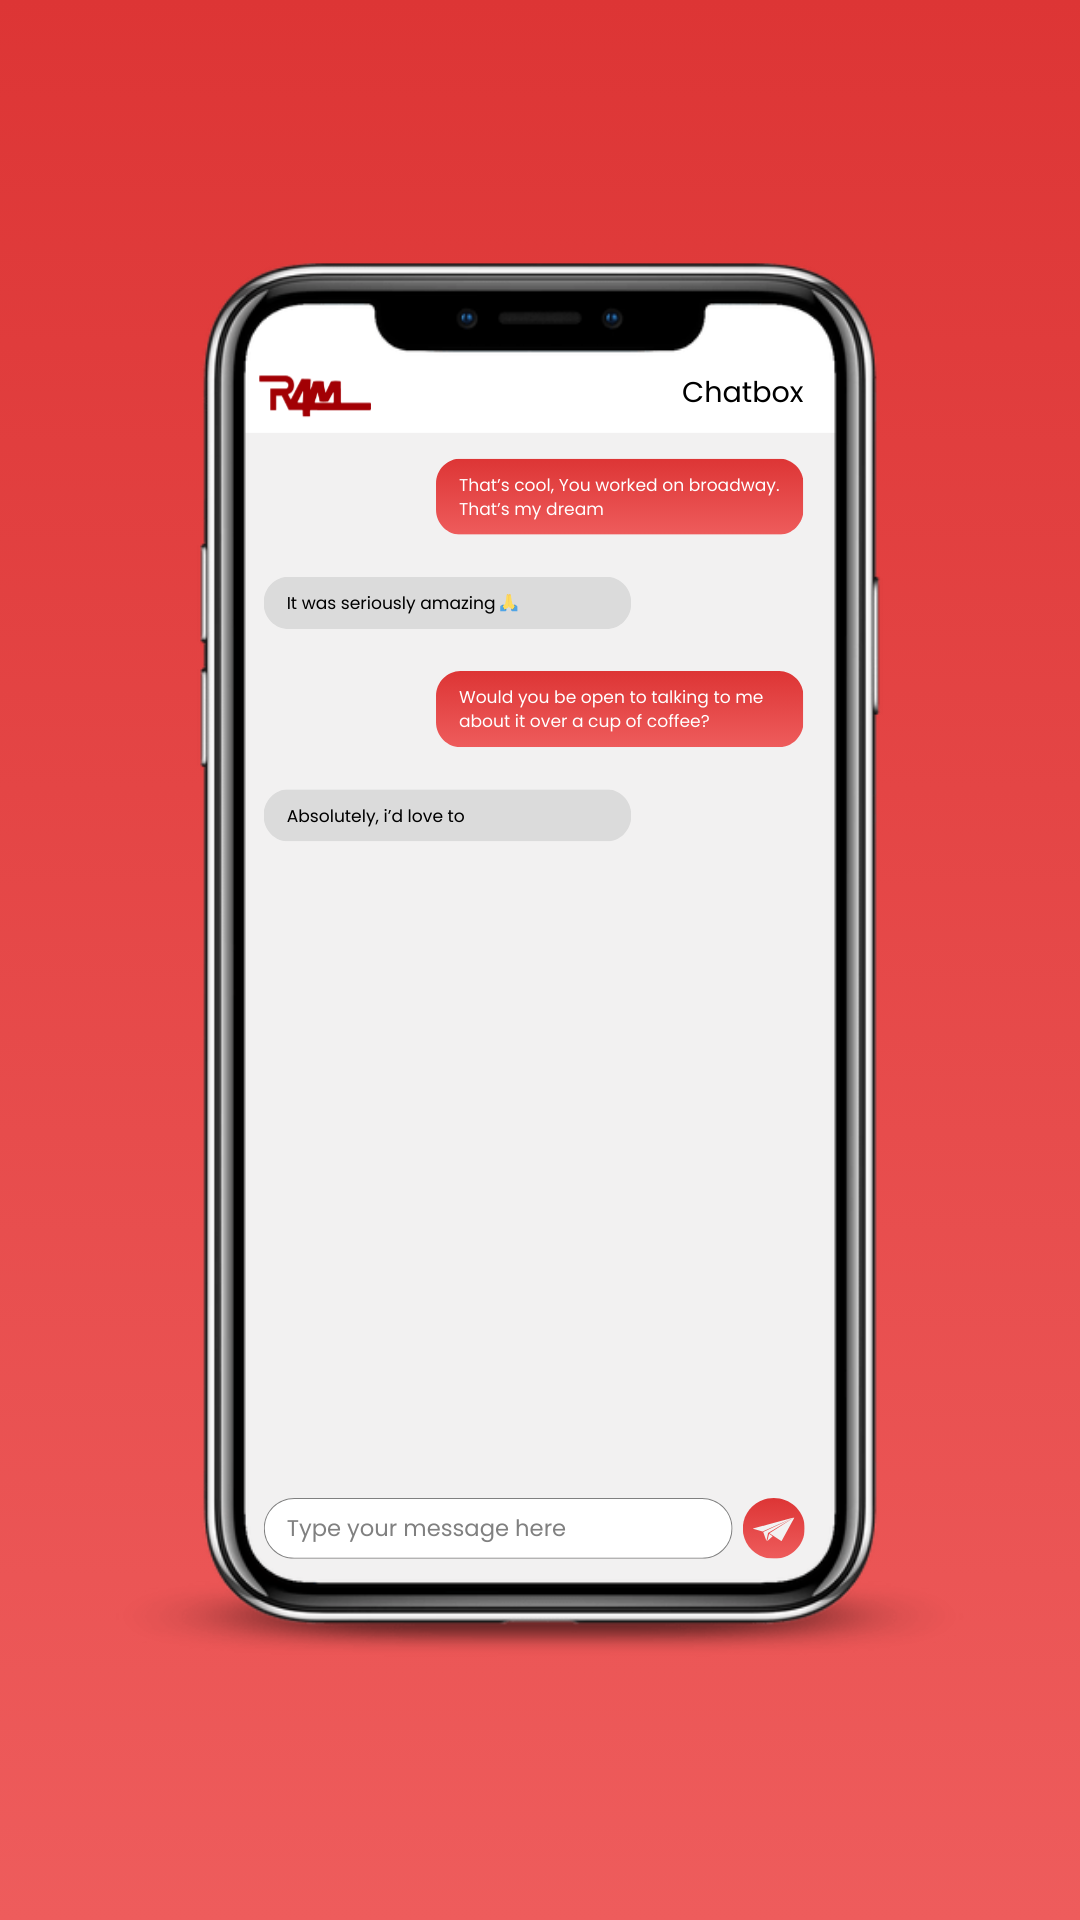 R4M
Chatbox
That’s cool, You worked on broadway.
That’s my dream
It was seriously amazing🙏
Would you be open to talking to me
about it over a cup of coffee?
Absolutely, i’d love to
Type your message here